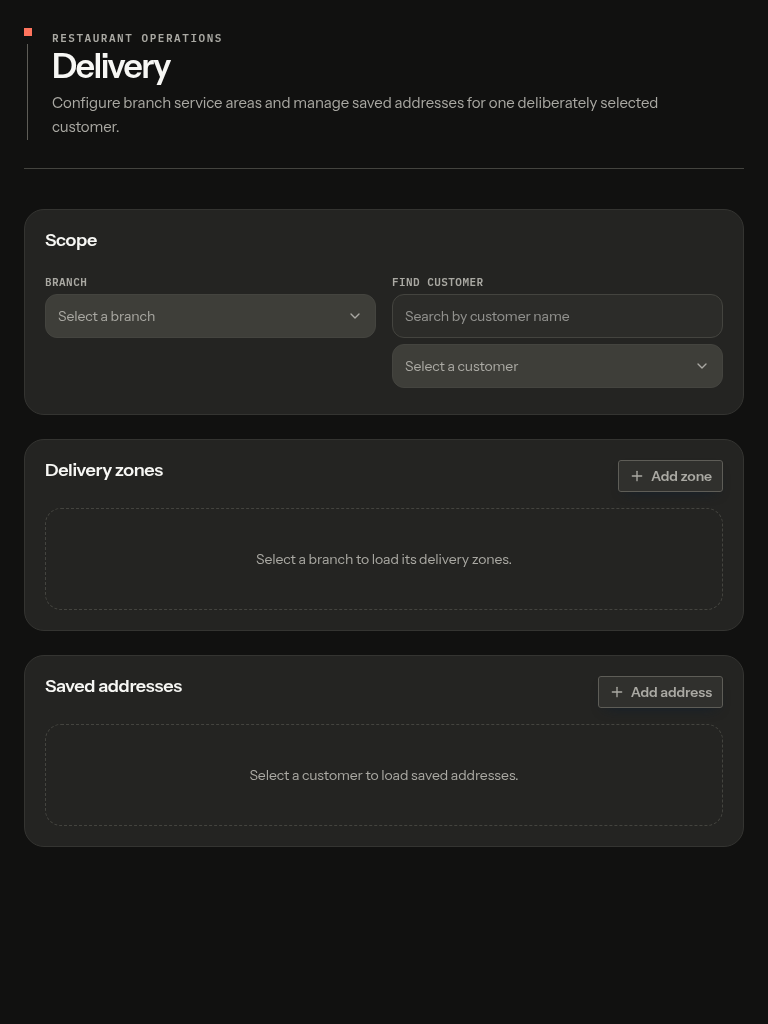 RESTAURANT OPERATIONS
Delivery
Configure branch service areas and manage saved addresses for one deliberately selected
customer.
Scope
BRANCH
Select a branch
FIND CUSTOMER
Search by customer name
Select a customer
Delivery zones
Add zone
Select a branch to load its delivery zones.
Saved addresses
Add address
Select a customer to load saved addresses.